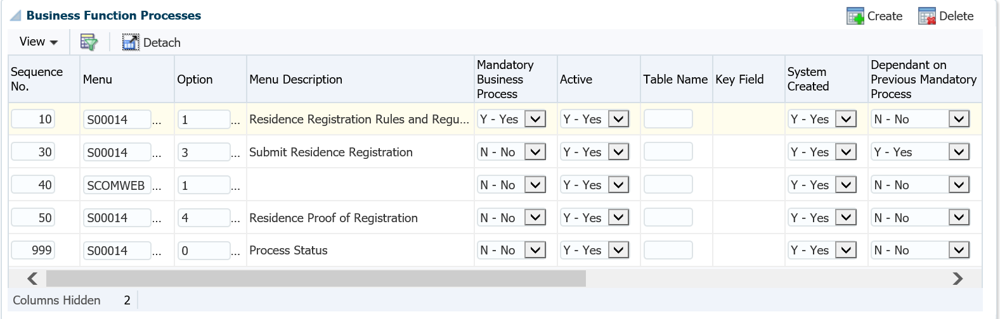 Business Function Processes Create Delete
View Detach
Sequence No. Menu Option Menu Description Mandatory Business Process Active Table Name Key Field System Created Dependant on Previous Mandatory Process
10 S00014 ... 1 ... Residence Registration Rules and Regu... Y - Yes Y - Yes Y - Yes N - No
30 S00014 ... 3 ... Submit Residence Registration N - No Y - Yes Y - Yes Y - Yes
40 SCOMWEB ... 1 ... N - No Y - Yes Y - Yes N - No
50 S00014 ... 4 ... Residence Proof of Registration N - No Y - Yes Y - Yes N - No
999 S00014 ... 0 ... Process Status N - No Y - Yes Y - Yes N - No
Columns Hidden 2